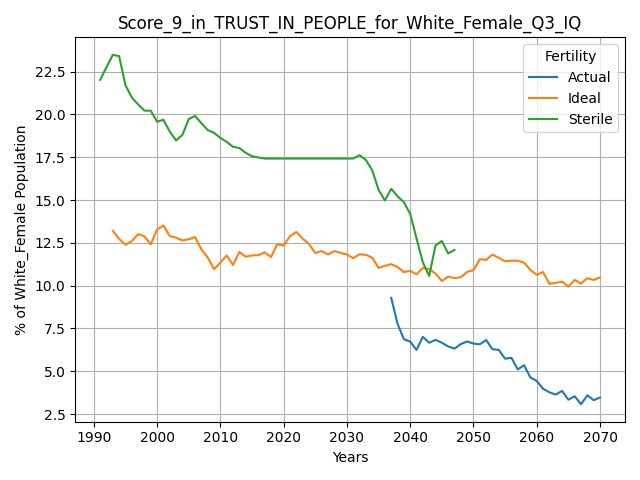 Score_9_in_TRUST_IN_PEOPLE_for_White_Female_Q3_IQ
Fertility
Actual
Ideal
Sterile
% of White_Female Population
22.5
20.0
17.5
15.0
12.5
10.0
7.5
5.0
2.5
1990 2000 2010 2020 2030 2040 2050 2060 2070
Years